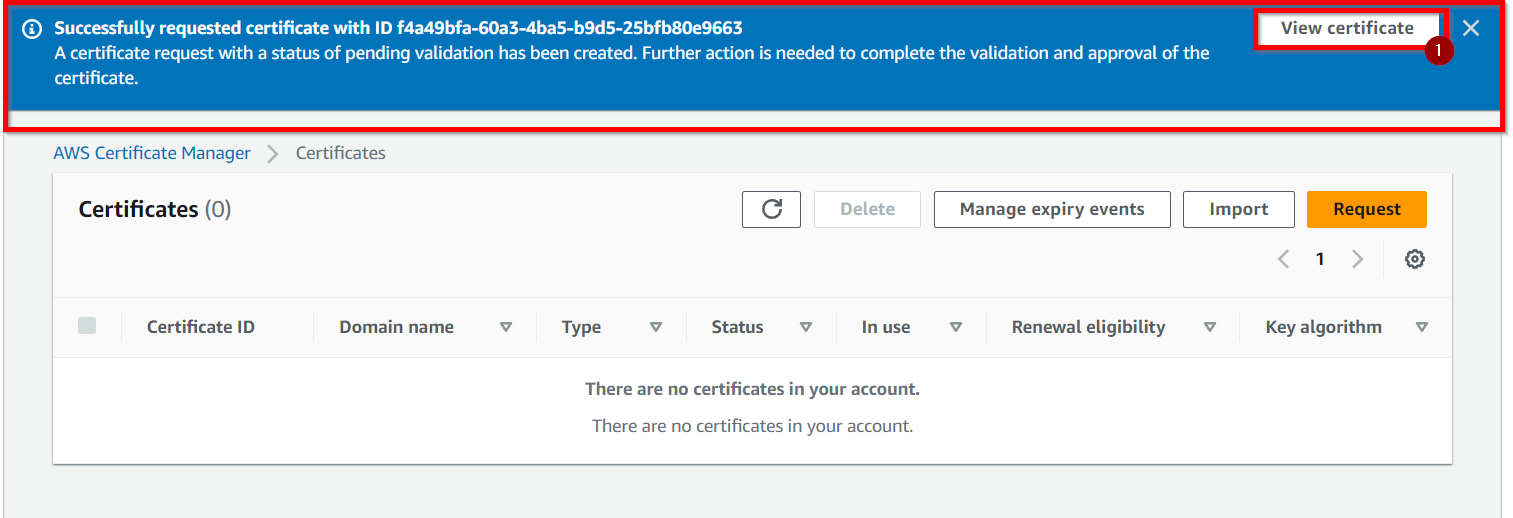 Successfully requested certificate with ID f4a49bfa-60a3-4ba5-b9d5-25bfb80e9663
View certificate
1
A certificate request with a status of pending validation has been created. Further action is needed to complete the validation and approval of the
certificate.
AWS Certificate Manager > Certificates
Certificates (0)
Delete
Manage expiry events
Import
Request
1
Certificate ID
Domain name
Type
Status
In use
Renewal eligibility
Key algorithm
There are no certificates in your account.
There are no certificates in your account.